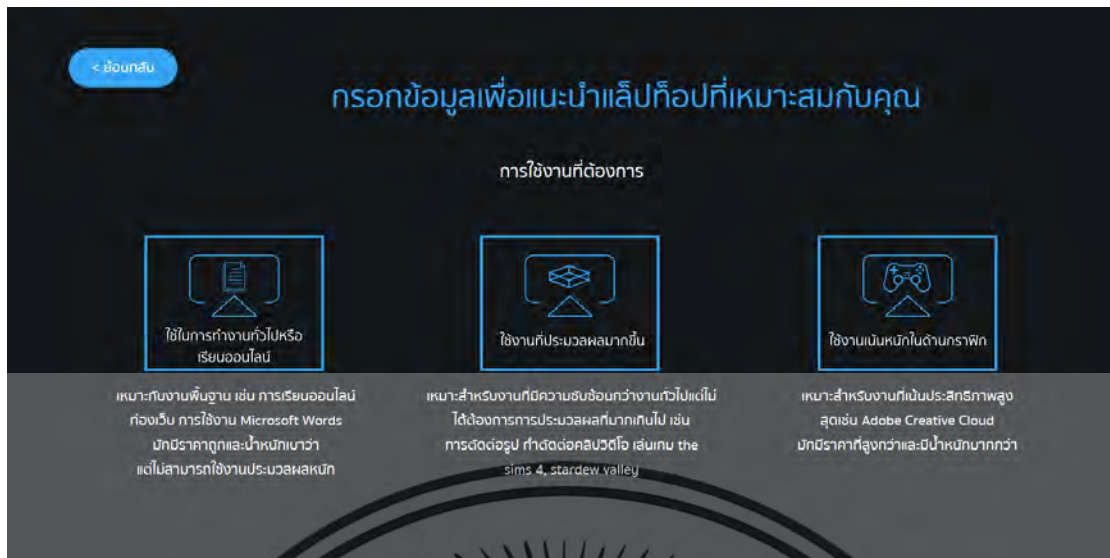 < ย้อนกลับ
กรอกข้อมูลเพื่อแนะนำแล็ปท็อปที่เหมาะสมกับคุณ
การใช้งานที่ต้องการ
ใช้ในการทำงานทั่วไปหรือ
เรียนออนไลน์
เหมาะกับงานพื้นฐาน เช่น การเรียนออนไลน์
ท่องเว็บ การใช้งาน Microsoft Words
มักมีราคาถูกและน้ำหนักเบาว่า
แต่ไม่สามารถใช้งานประมวลผลหนัก
ใช้งานที่ประมวลผลมากขึ้น
เหมาะสำหรับงานที่มีความซับซ้อนกว่างานทั่วไปแต่ไม่
ได้ต้องการการประมวลผลที่มากเกินไป เช่น
การตัดต่อรูป ทำตัดต่อคลิปวิดีโอ เล่นเกม the
sims 4, stardew valley
ใช้งานเน้นหนักในด้านกราฟิก
เหมาะสำหรับงานที่เน้นประสิทธิภาพสูง
สุดเช่น Adobe Creative Cloud
มักมีราคาที่สูงกว่าและมีน้ำหนักมากกว่า